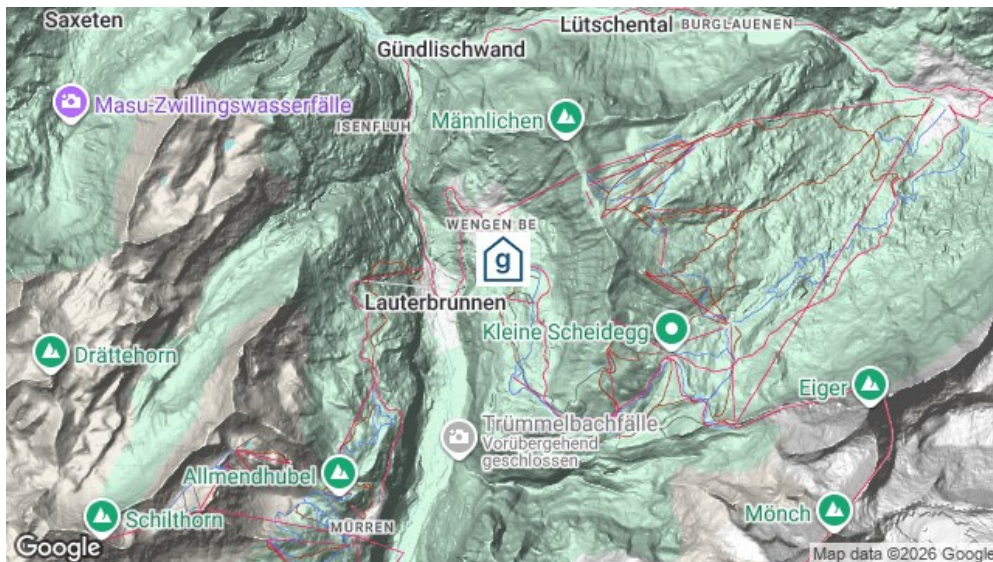 Saxeten
Lütschental
BURGLAUENEN
Gündlischwand
Masu-Zwillingswasserfälle
ISENFLUH
Männlichen
WENGEN BE
g
Lauterbrunnen
Kleine Scheidegg
Drättehorn
Eiger
Trümmelbachfälle
Vorübergehend
geschlossen
Allmendhubel
Schilthorn
MÜRREN
Mönch
Google
Map data ©2026 Google